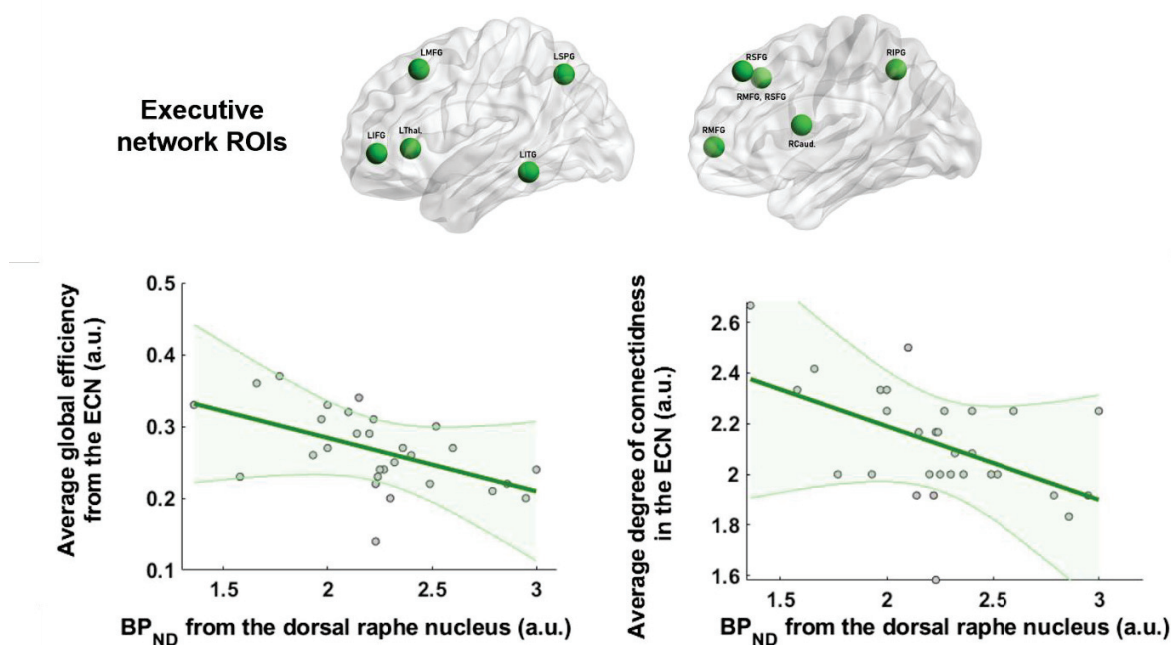 Executive
network ROIs
LMFG
LSPG
LIFG
LThal.
LITG
RSFG
RIPG
RMFG, RSFG
RMFG
RCaud.
Average global efficiency
from the ECN (a.u.)
0.5
0.4
0.3
0.2
0.1
1.5 2 2.5 3
BP_ND from the dorsal raphe nucleus (a.u.)
Average degree of connectidness
in the ECN (a.u.)
2.6
2.4
2.2
2
1.8
1.6
1.5 2 2.5 3
BP_ND from the dorsal raphe nucleus (a.u.)